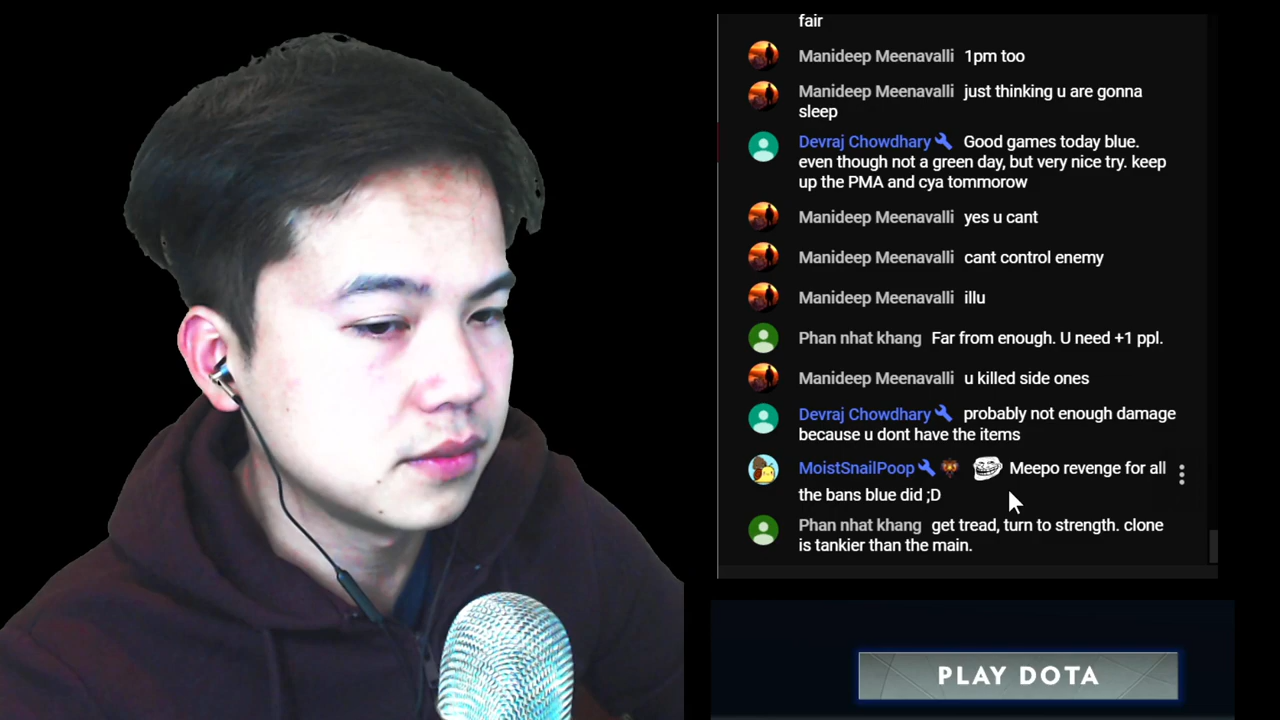 fair
Manideep Meenavalli 1pm too
Manideep Meenavalli just thinking u are gonna
sleep
Devraj Chowdhary Good games today blue.
even though not a green day, but very nice try. keep
up the PMA and cya tommorow
Manideep Meenavalli yes u cant
Manideep Meenavalli cant control enemy
Manideep Meenavalli illu
Phan nhat khang Far from enough. U need +1 ppl.
Manideep Meenavalli u killed side ones
Devraj Chowdhary probably not enough damage
because u dont have the items
MoistSnailPoop Meepo revenge for all
the bans blue did ;D
Phan nhat khang get tread, turn to strength. clone
is tankier than the main.
PLAY DOTA